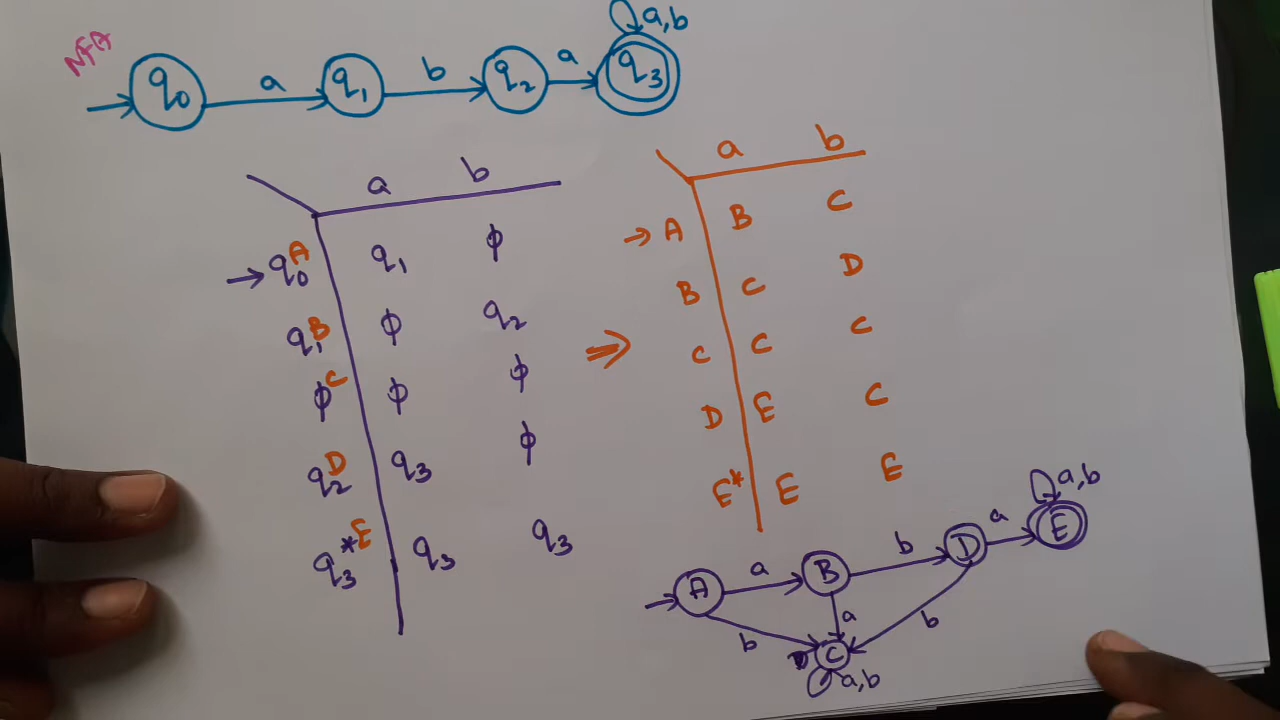 NFA
a,b
q0 a q1 b q2 a q3
a b
q0 A q1 ϕ
q1 B ϕ q2
ϕ C ϕ ϕ
q2 D q3 ϕ
q3* E q3 q3
a b
A B C
B C D
C C C
D E C
E* E E
a,b
A a B b D a E
b a b
C
a,b